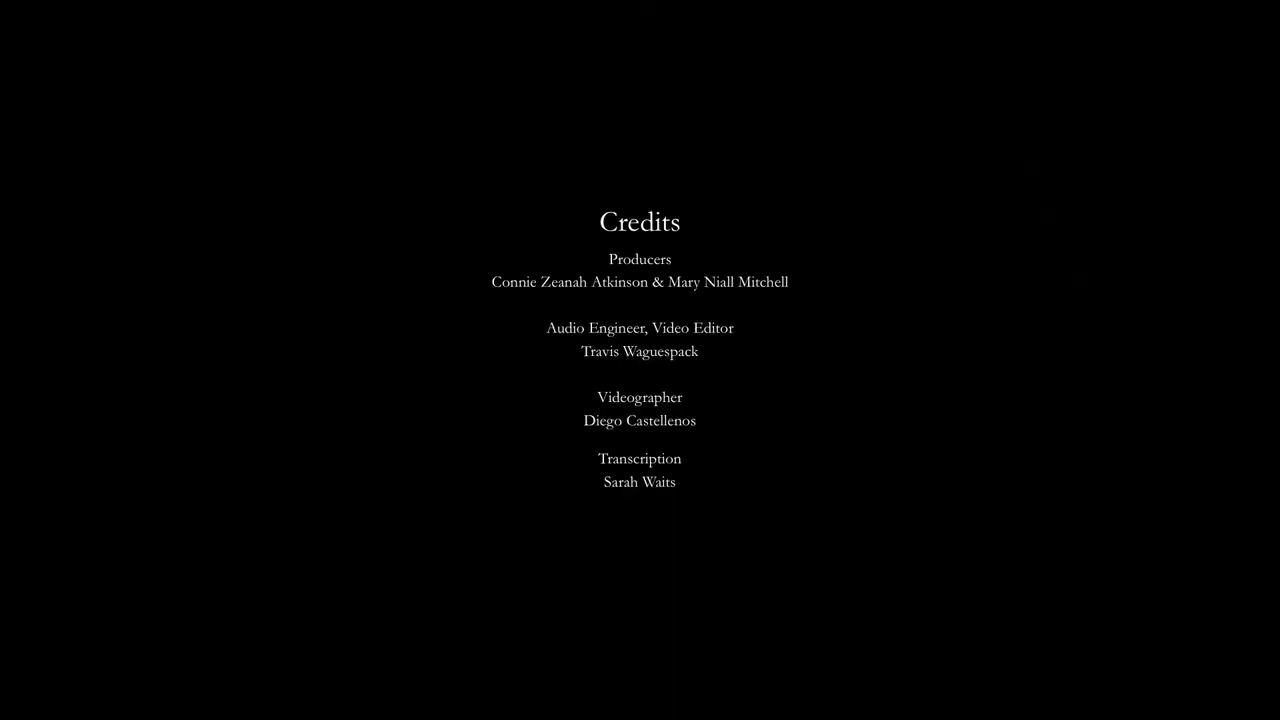 Credits
Producers
Connie Zeanah Atkinson & Mary Niall Mitchell
Audio Engineer, Video Editor
Travis Waguespack
Videographer
Diego Castellenos
Transcription
Sarah Waits